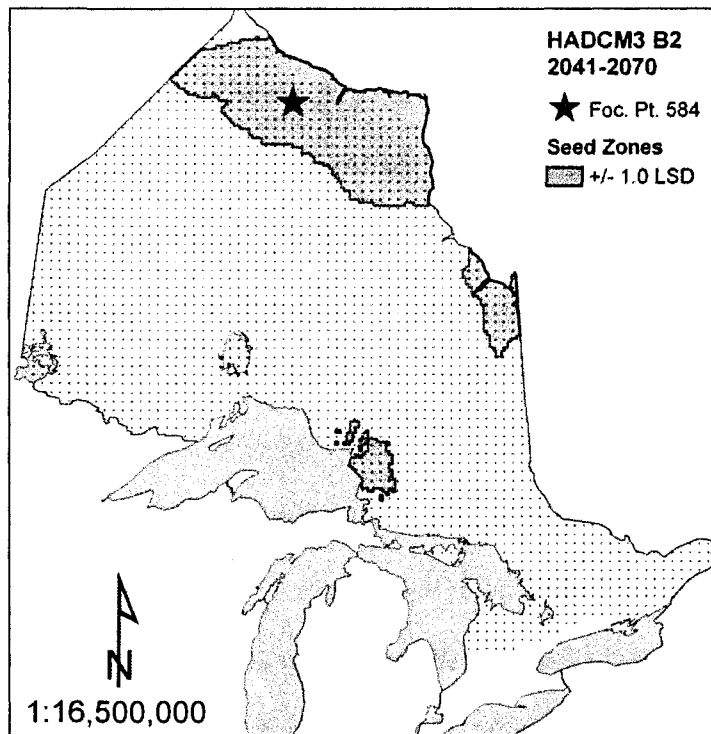 HADCM3 B2
2041-2070
Foc. Pt. 584
Seed Zones
+/- 1.0 LSD
N
1:16,500,000